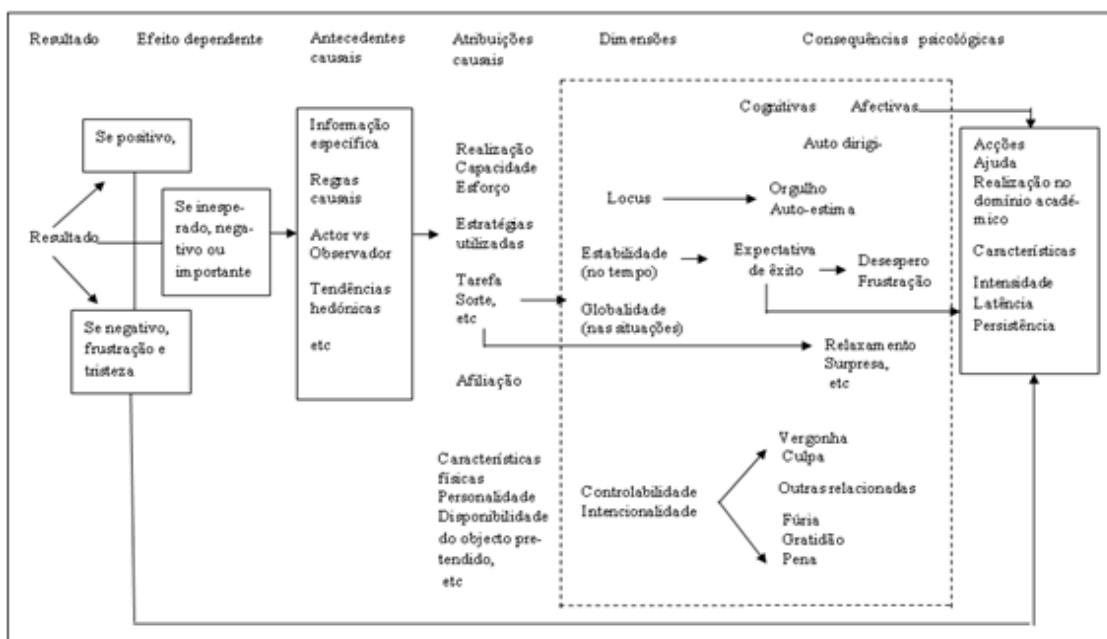 Resultado
Efeito dependente
Antecedentes
causais
Atribuições
causais
Dimensões
Consequências psicológicas
Se positivo,
Resultado
Se negativo,
frustração e
tristeza
Se inespe-
rado, nega-
tivo ou
importante
Informação
específica
Regras
causais
Actor vs
Observador
Tendências
hedónicas
etc
Realização
Capacidade
Esforço
Estratégias
utilizadas
Tarefa
Sorte,
etc
Afiliação
Características
físicas
Personalidade
Disponibilidade
do objecto pre-
tendido,
etc
Locus
Estabilidade
(no tempo)
Globalidade
(nas situações)
Controlabilidade
Intencionalidade
Cognitivas
Afectivas
Auto dirigi-
Orgulho
Auto-estima
Expectativa
de êxito
Desespero
Frustração
Relaxamento
Surpresa,
etc
Vergonha
Culpa
Outras relacionadas
Fúria
Gratidão
Pena
Acções
Ajuda
Realização no
domínio acadé-
mico
Características
Intensidade
Latência
Persistência